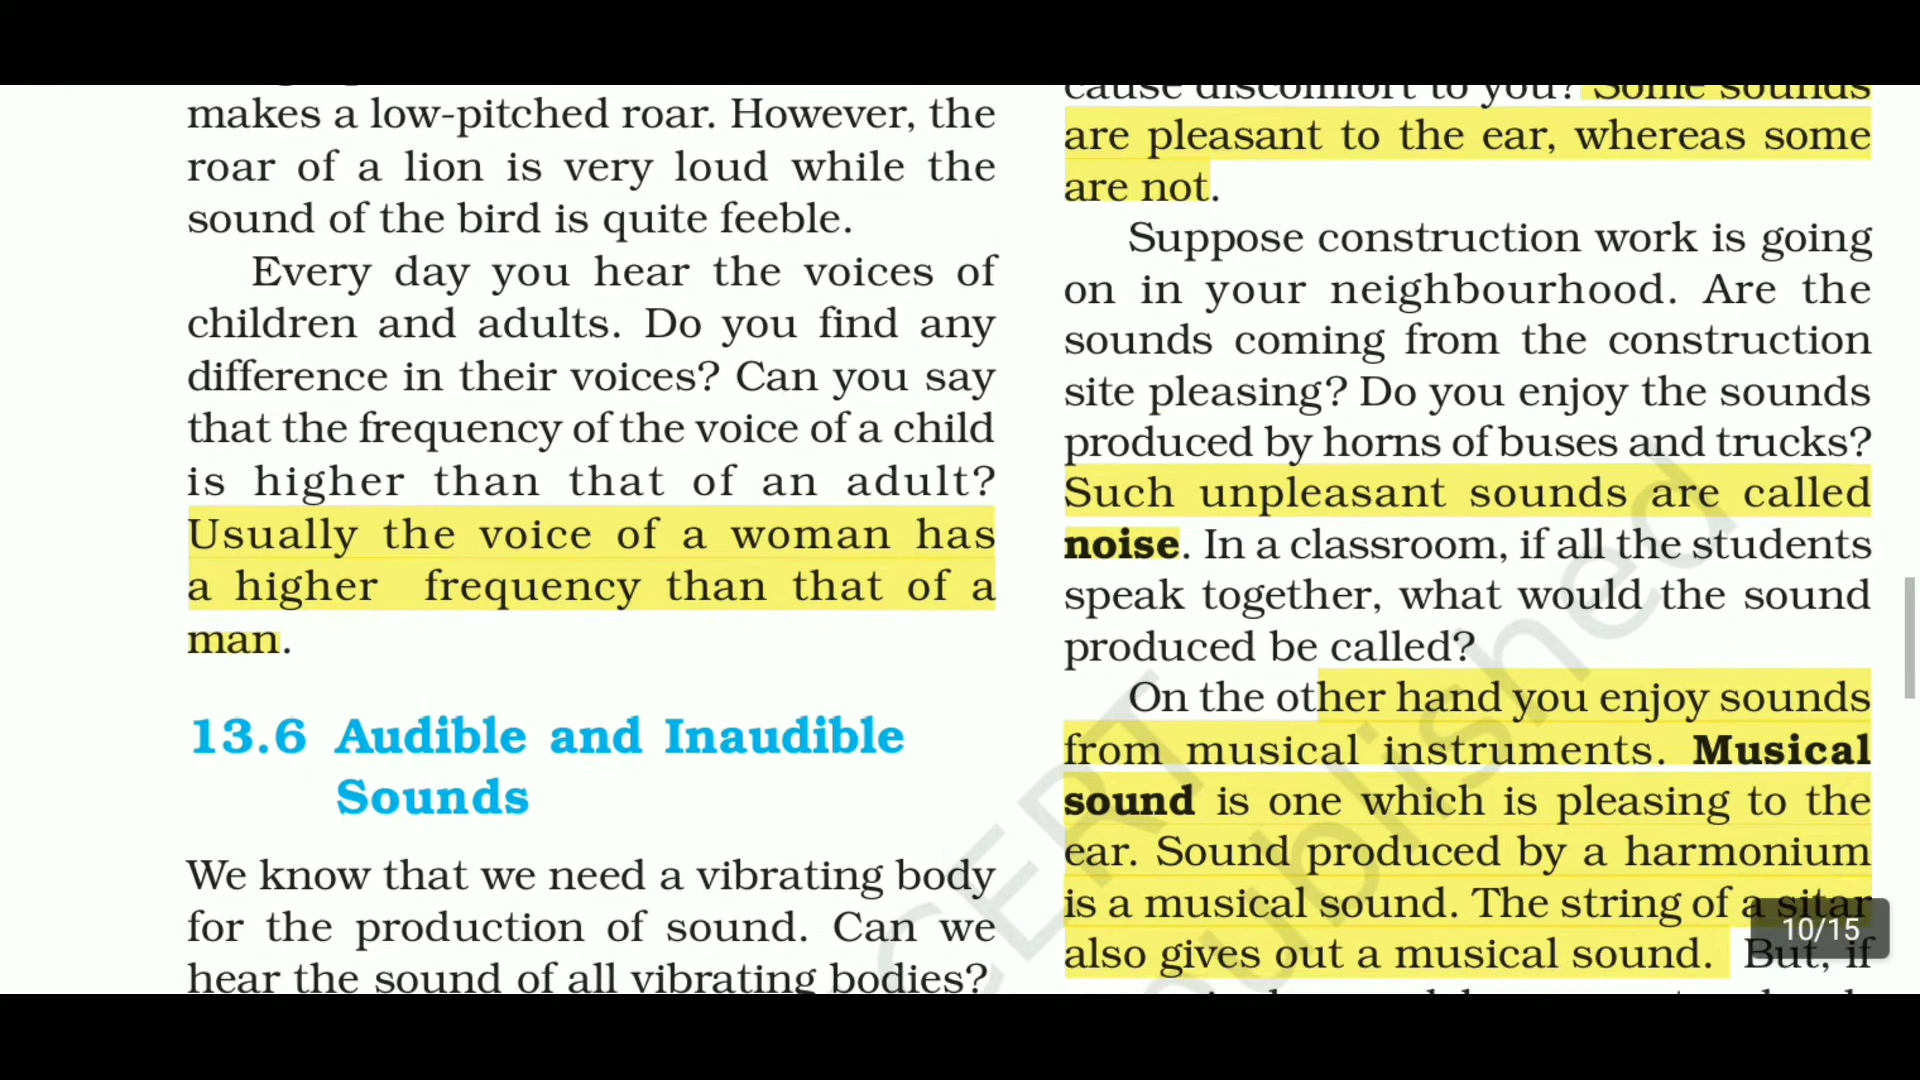 makes a low-pitched roar. However, the
roar of a lion is very loud while the
sound of the bird is quite feeble.
Every day you hear the voices of
children and adults. Do you find any
difference in their voices? Can you say
that the frequency of the voice of a child
is higher than that of an adult?
Usually the voice of a woman has
a higher frequency than that of a
man.
13.6 Audible and Inaudible
Sounds
We know that we need a vibrating body
for the production of sound. Can we
hear the sound of all vibrating bodies?
cause discomfort to you? Some sounds
are pleasant to the ear, whereas some
are not.
Suppose construction work is going
on in your neighbourhood. Are the
sounds coming from the construction
site pleasing? Do you enjoy the sounds
produced by horns of buses and trucks?
Such unpleasant sounds are called
noise. In a classroom, if all the students
speak together, what would the sound
produced be called?
On the other hand you enjoy sounds
from musical instruments. Musical
sound is one which is pleasing to the
ear. Sound produced by a harmonium
is a musical sound. The string of a sitar
also gives out a musical sound. But, if
10/15
CERT
published